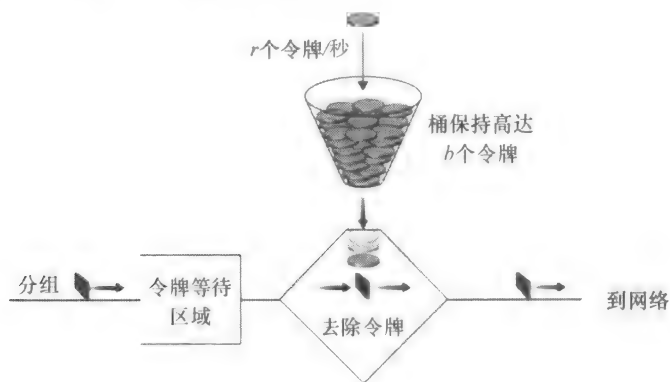 r个令牌/秒
桶保持高达
b个令牌
分组
令牌等待
区域
去除令牌
到网络